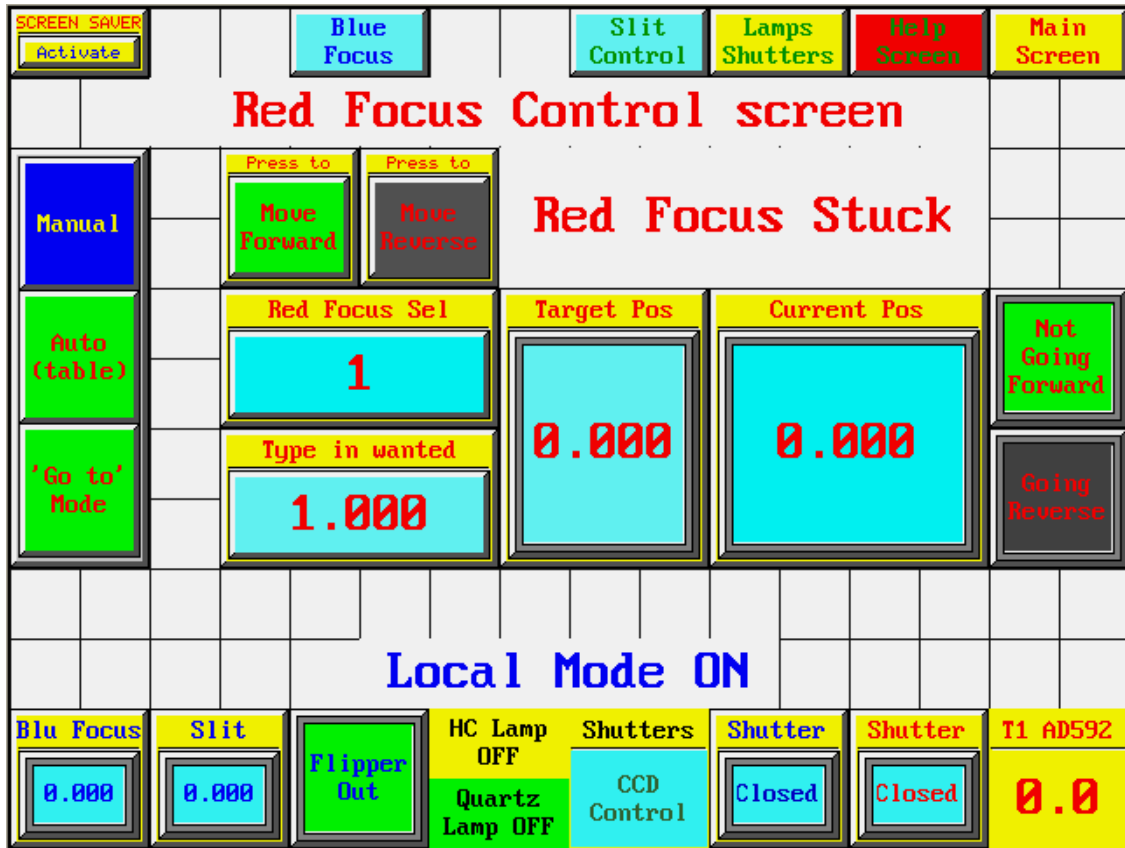 SCREEN SAVER
Activate
Blue
Focus
Slit
Control
Lamps
Shutters
Help
Screen
Main
Screen
Red Focus Control screen
Manual
Auto
(table)
'Go to'
Mode
Press to
Move
Forward
Press to
Move
Reverse
Red Focus Stuck
Red Focus Sel
1
Type in wanted
1.000
Target Pos
0.000
Current Pos
0.000
Not
Going
Forward
Going
Reverse
Local Mode ON
Blu Focus
0.000
Slit
0.000
Flipper
Out
HC Lamp
OFF
Quartz
Lamp OFF
Shutters
CCD
Control
Shutter
Closed
Shutter
Closed
T1 AD592
0.0